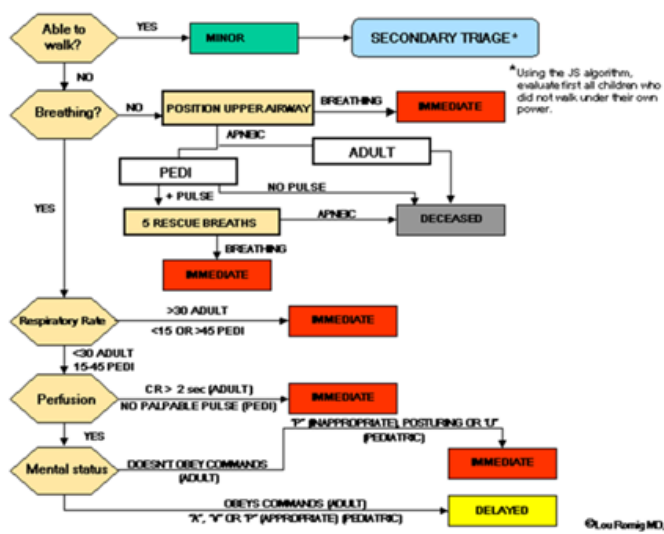 Able to
walk?
YES
MINOR
SECONDARY TRIAGE*
*Using the JS algorithm,
evaluate first all children who
did not walk under their own
power.
NO
Breathing?
NO
POSITION UPPER AIRWAY
BREATHING
IMMEDIATE
APNEIC
ADULT
PEDI
NO PULSE
+ PULSE
YES
5 RESCUE BREATHS
APNEIC
DECEASED
BREATHING
IMMEDIATE
Respiratory Rate
>30 ADULT
<15 OR >45 PEDI
IMMEDIATE
<30 ADULT
15-45 PEDI
Perfusion
CR > 2 sec (ADULT)
NO PALPABLE PULSE (PEDI)
IMMEDIATE
YES
"P" (INAPPROPRIATE), POSTURING OR "U"
(PEDIATRIC)
Mental status
DOESN'T OBEY COMMANDS
(ADULT)
IMMEDIATE
OBEYS COMMANDS (ADULT)
"A", "V" OR "P" (APPROPRIATE) (PEDIATRIC)
DELAYED
©Lou Romig MD,